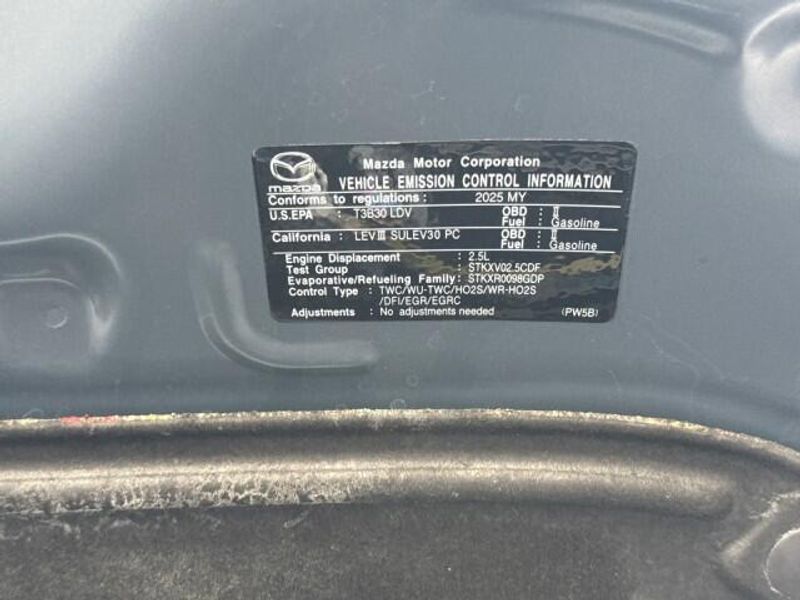 Mazda Motor Corporation
mazda VEHICLE EMISSION CONTROL INFORMATION
Conforms to regulations : 2025 MY
U.S.EPA : T3B30 LDV OBD : II
Fuel : Gasoline
California : LEVIII SULEV30 PC OBD : II
Fuel : Gasoline
Engine Displacement : 2.5L
Test Group : STKXV02.5CDF
Evaporative/Refueling Family: STKXR0098GDP
Control Type : TWC/WU-TWC/HO2S/WR-HO2S
/DFI/EGR/EGRC
Adjustments : No adjustments needed (PW5B)